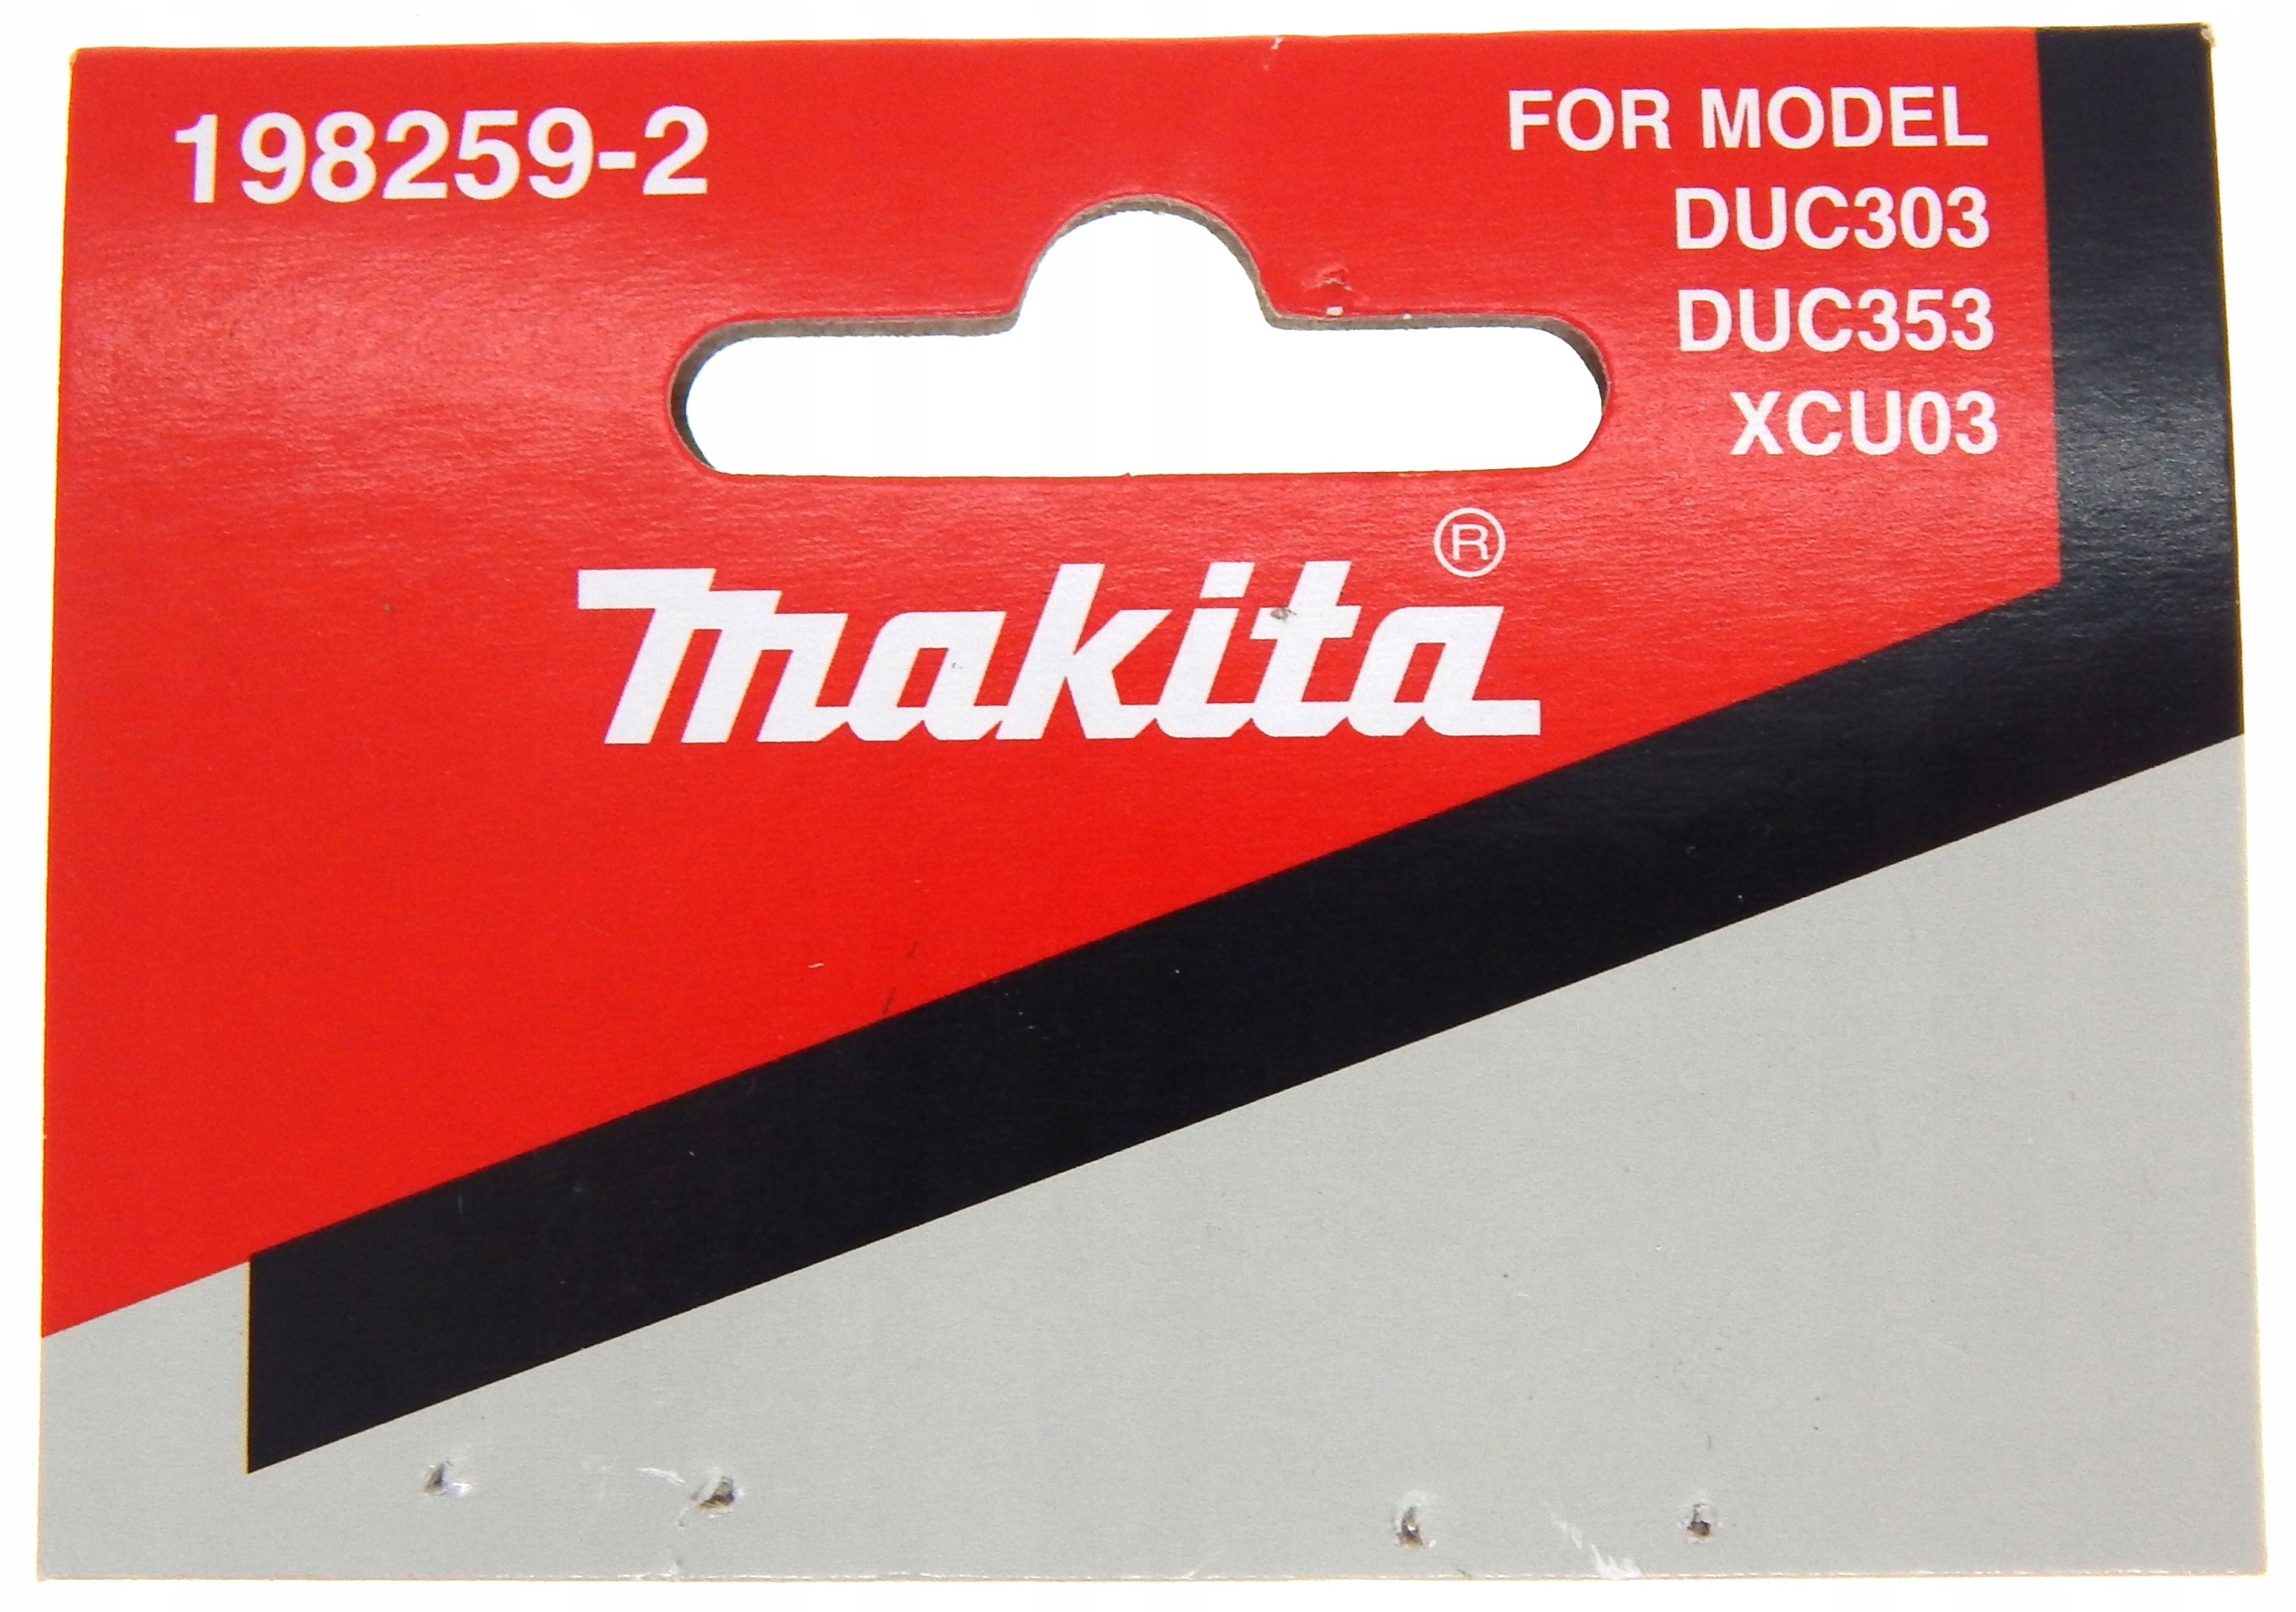 198259-2
FOR MODEL
DUC303
DUC353
XCU03
makita®